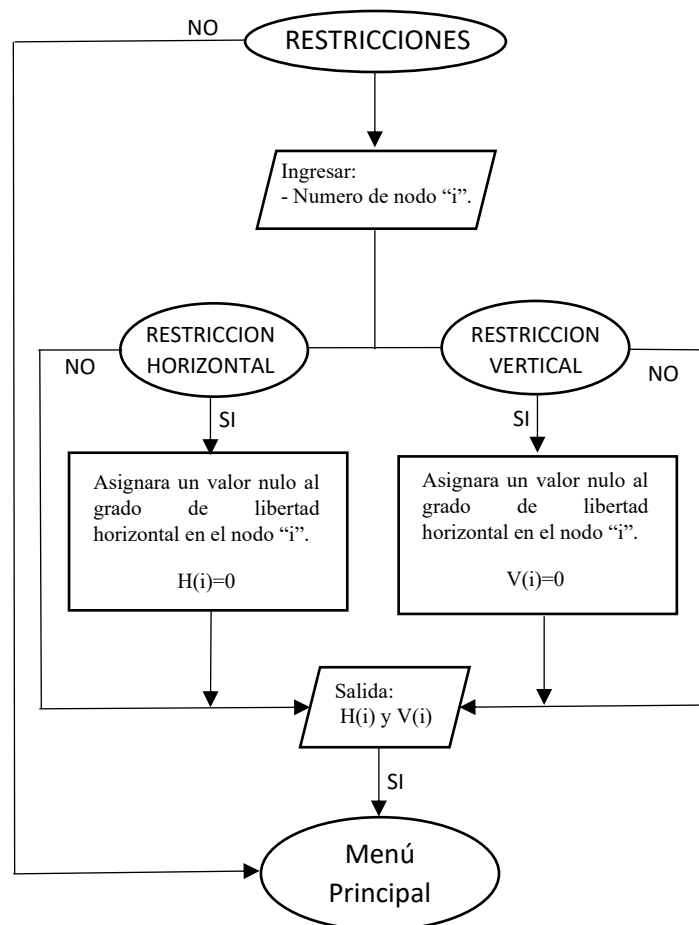 NO
RESTRICCIONES
Ingresar:
- Numero de nodo “i”.
RESTRICCION
HORIZONTAL
RESTRICCION
VERTICAL
NO
NO
SI
SI
Asignara un valor nulo al
grado de libertad
horizontal en el nodo “i”.
H(i)=0
Asignara un valor nulo al
grado de libertad
horizontal en el nodo “i”.
V(i)=0
Salida:
H(i) y V(i)
SI
Menú
Principal